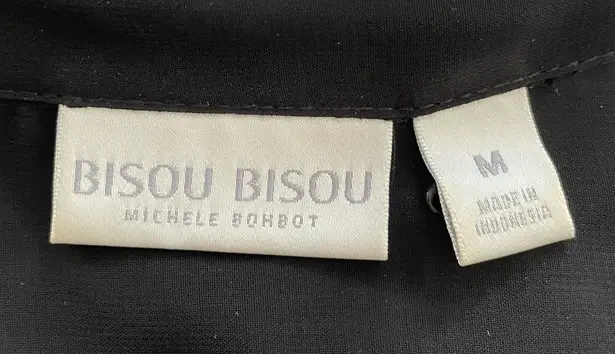 BISOU BISOU
MICHELE BOHBOT
M
MADE IN
INDONESIA